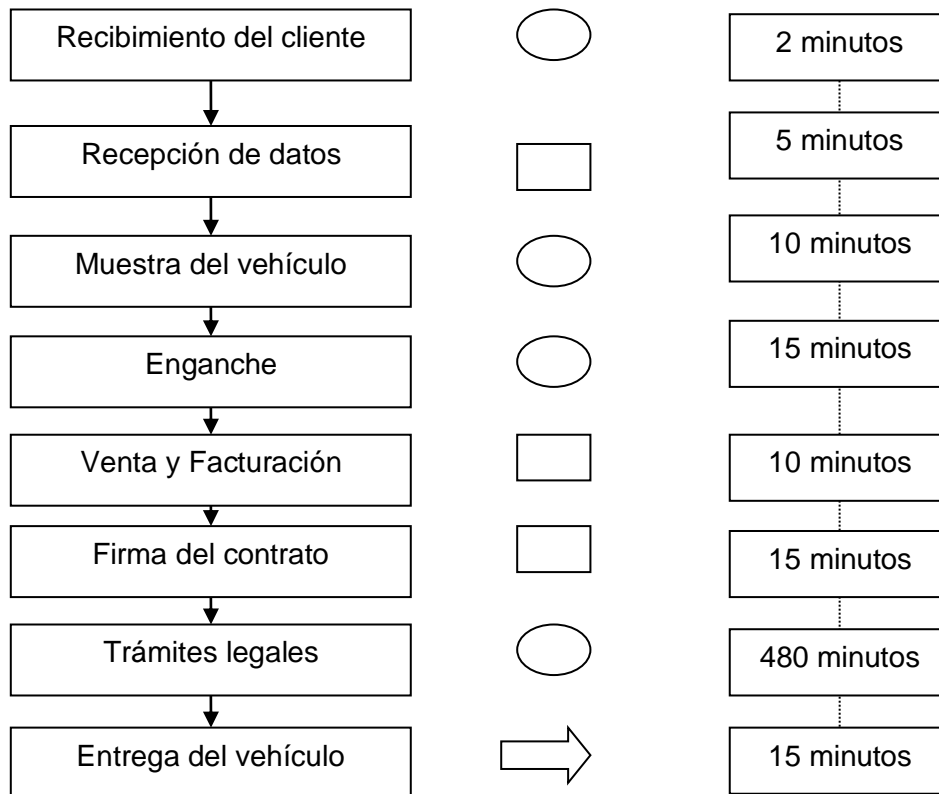 Recibimiento del cliente
2 minutos
Recepción de datos
5 minutos
Muestra del vehículo
10 minutos
Enganche
15 minutos
Venta y Facturación
10 minutos
Firma del contrato
15 minutos
Trámites legales
480 minutos
Entrega del vehículo
15 minutos